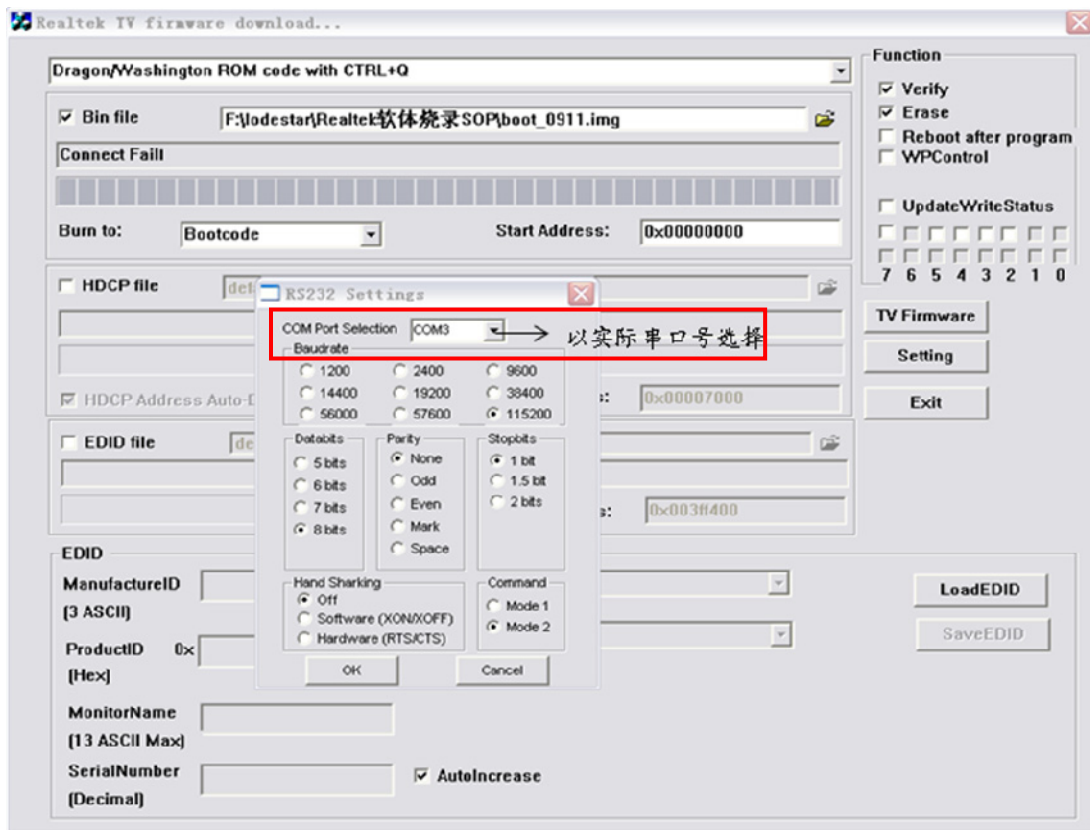 Realtek TV firmware download...
Dragon/Washington ROM code with CTRL+Q
Bin file
F:\lodestar\Realtek软体烧录SOP\boot_0911.img
Connect Faill
Burn to:
Bootcode
Start Address:
0x00000000
HDCP file
HDCP Address Auto-
0x00007000
EDID file
0x003ff400
Function
Verify
Erase
Reboot after program
WPControl
UpdateWriteStatus
7 6 5 4 3 2 1 0
TV Firmware
Setting
Exit
RS232 Settings
COM Port Selection
COM3
以实际串口号选择
Baudrate
1200 2400 9600
14400 19200 38400
56000 57600 115200
Databits
5 bits
6 bits
7 bits
8 bits
Parity
None
Odd
Even
Mark
Space
Stopbits
1 bit
1.5 bit
2 bits
Hand Sharking
Off
Software (XON/XOFF)
Hardware (RTS/CTS)
Command
Mode 1
Mode 2
OK
Cancel
EDID
ManufactureID
(3 ASCII)
ProductID 0x
(Hex)
MonitorName
(13 ASCII Max)
SerialNumber
(Decimal)
AutoIncrease
LoadEDID
SaveEDID